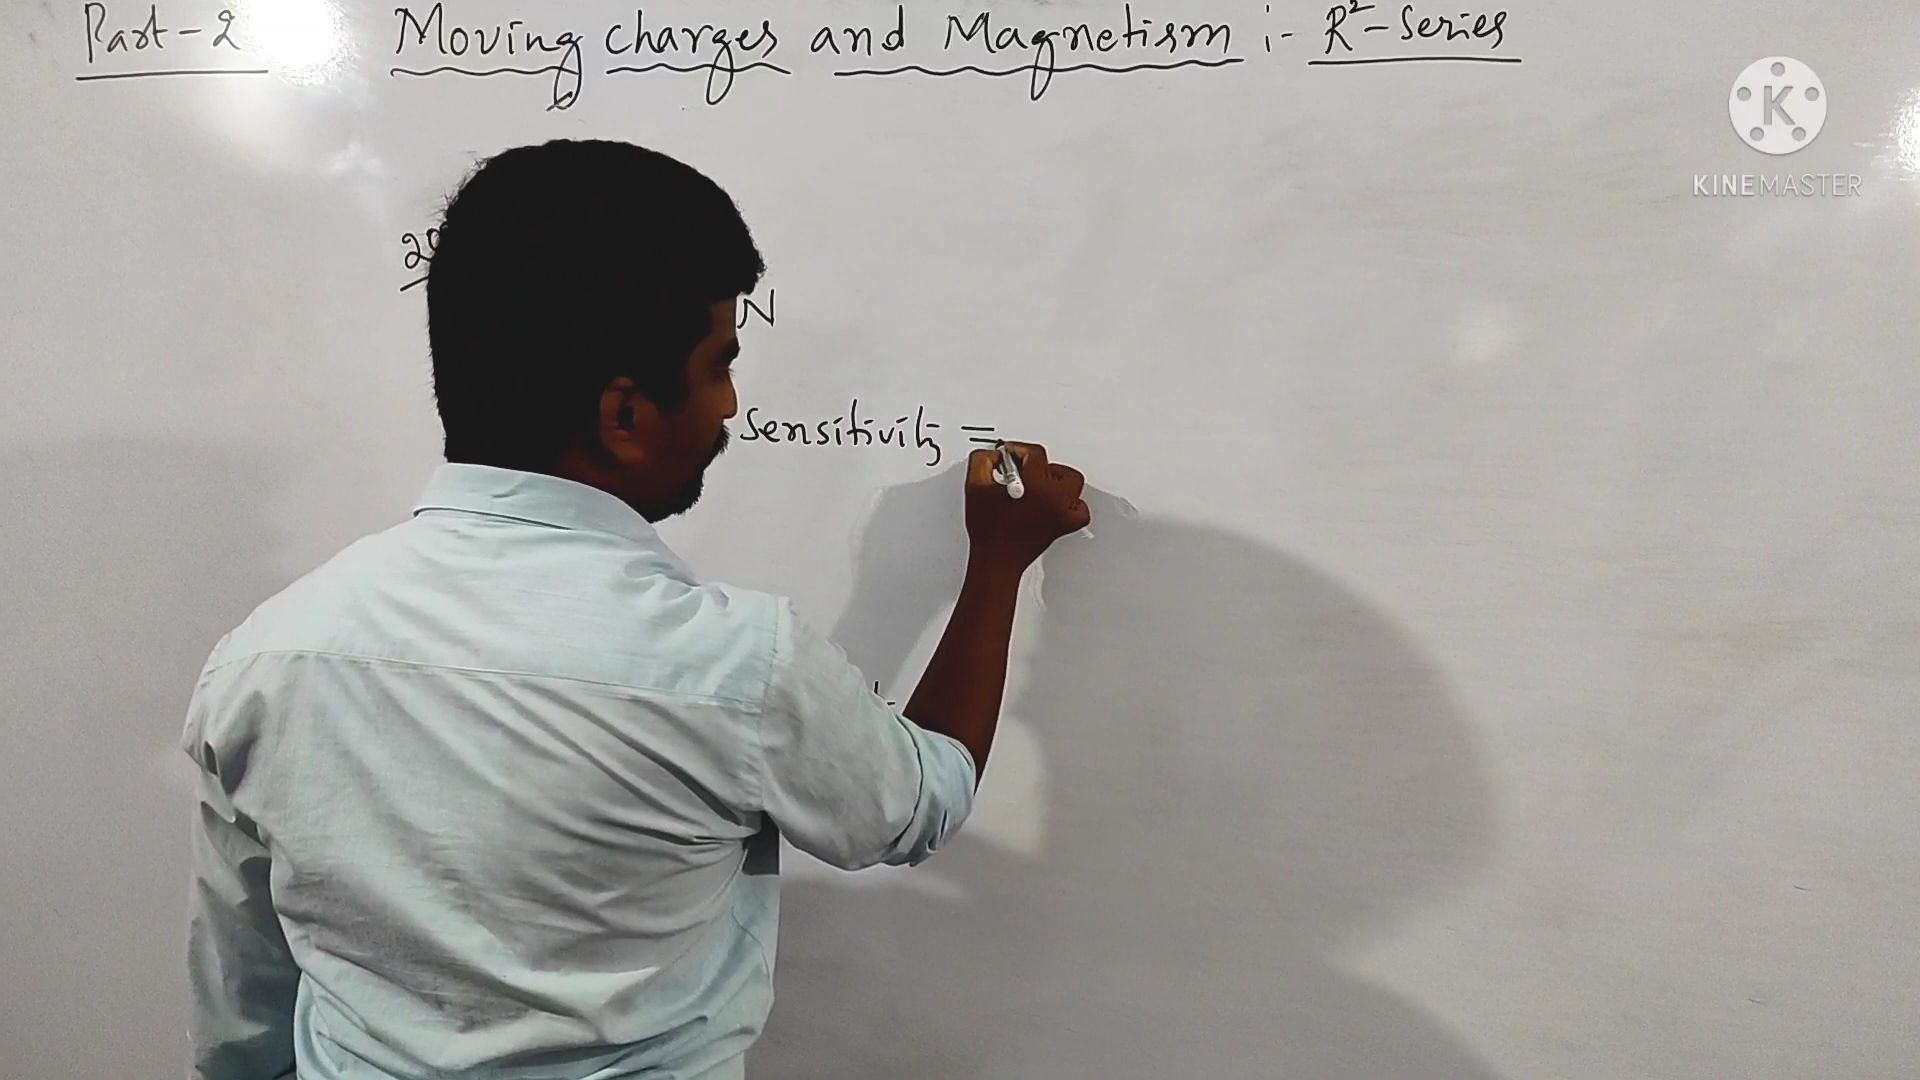 Part-2 Moving charges and Magnetism :- R²-Series
KINEMASTER
N
Sensitivity =